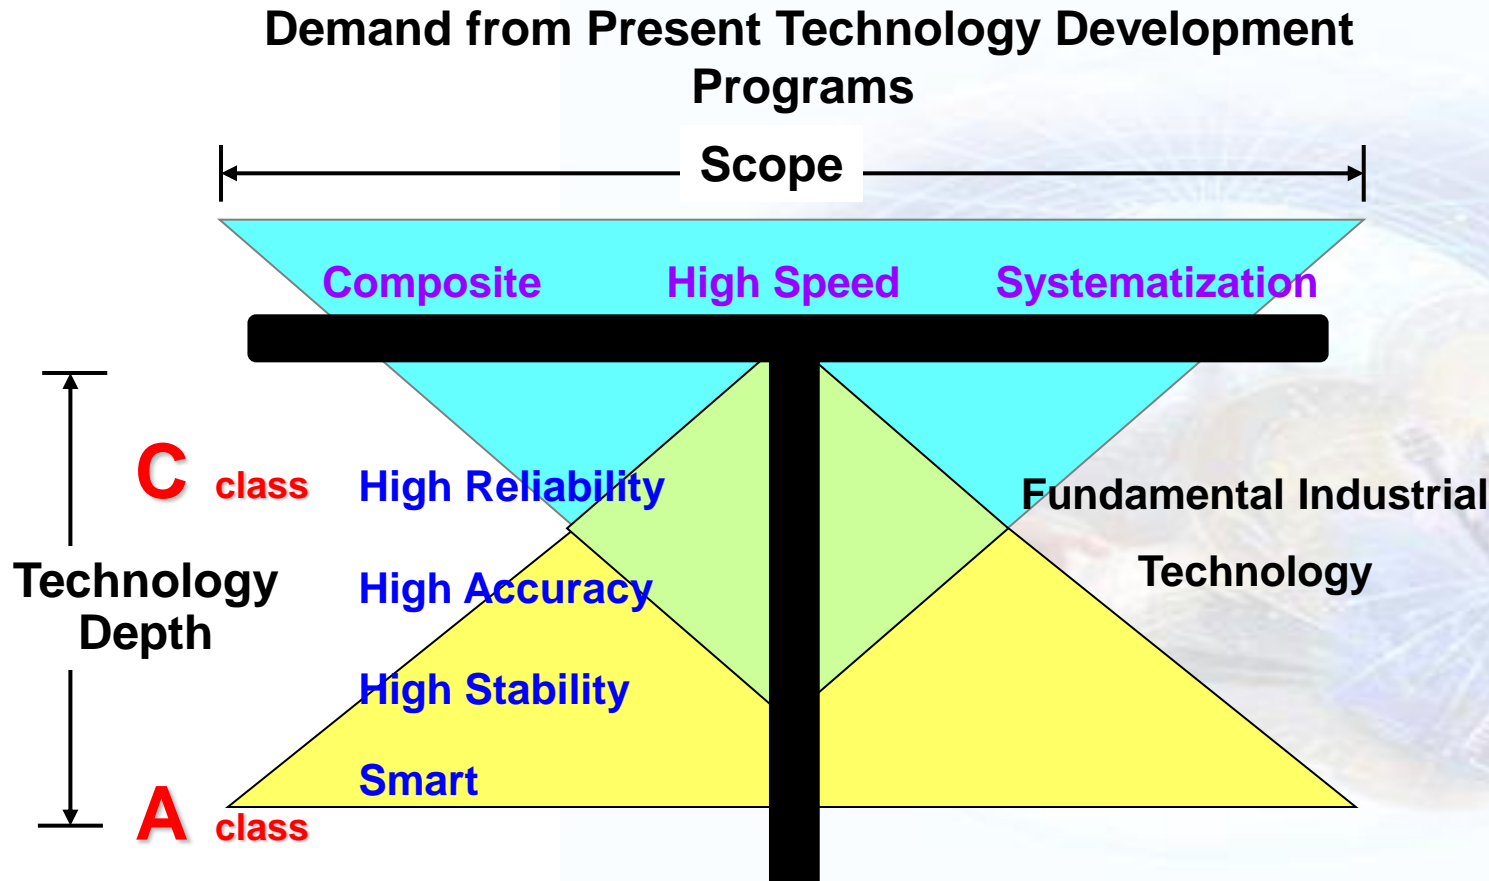 Demand from Present Technology Development
Programs
Scope
Composite
High Speed
Systematization
C class
High Reliability
Fundamental Industrial
Technology
Technology
Depth
High Accuracy
High Stability
Smart
A class